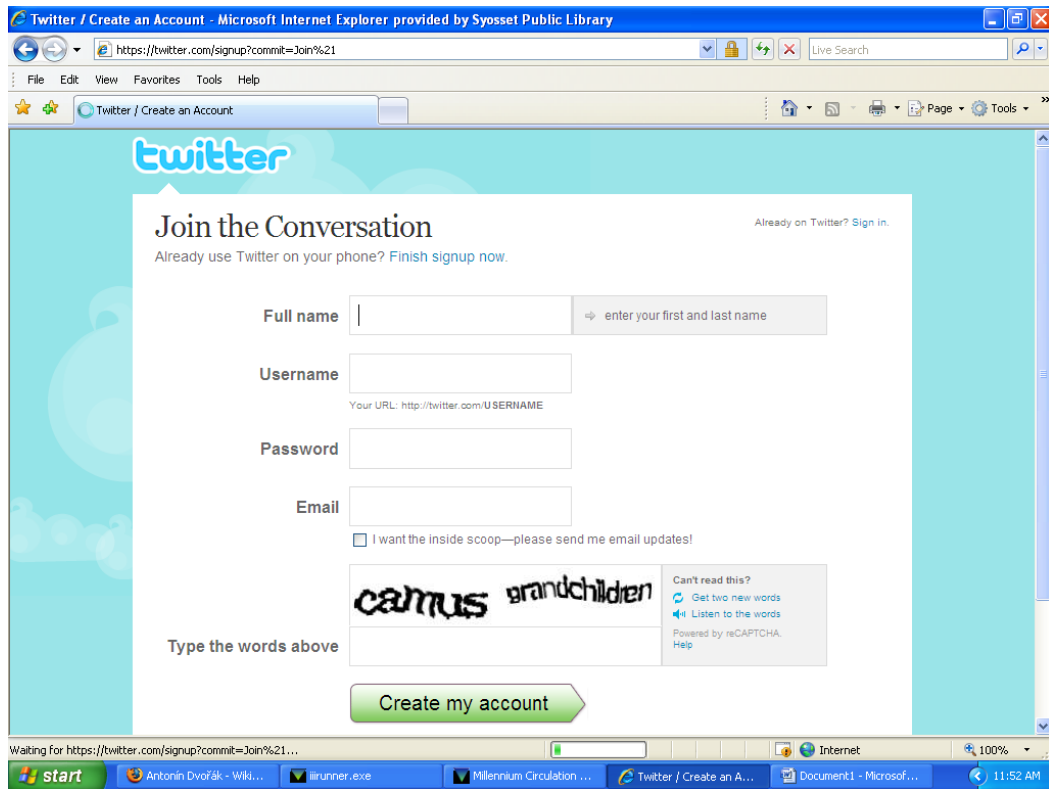 Twitter / Create an Account - Microsoft Internet Explorer provided by Syosset Public Library
https://twitter.com/signup?commit=Join%21
Live Search
File Edit View Favorites Tools Help
Twitter / Create an Account
Page Tools
twitter
Join the Conversation
Already on Twitter? Sign in.
Already use Twitter on your phone? Finish signup now.
Full name
enter your first and last name
Username
Your URL: http://twitter.com/USERNAME
Password
Email
I want the inside scoop—please send me email updates!
camus grandchildren
Can't read this?
Get two new words
Listen to the words
Powered by reCAPTCHA.
Help
Type the words above
Create my account
Waiting for https://twitter.com/signup?commit=Join%21...
Internet
100%
start
Antonín Dvořák - Wiki...
iiirunner.exe
Millennium Circulation ...
Twitter / Create an A...
Document1 - Microsof...
11:52 AM